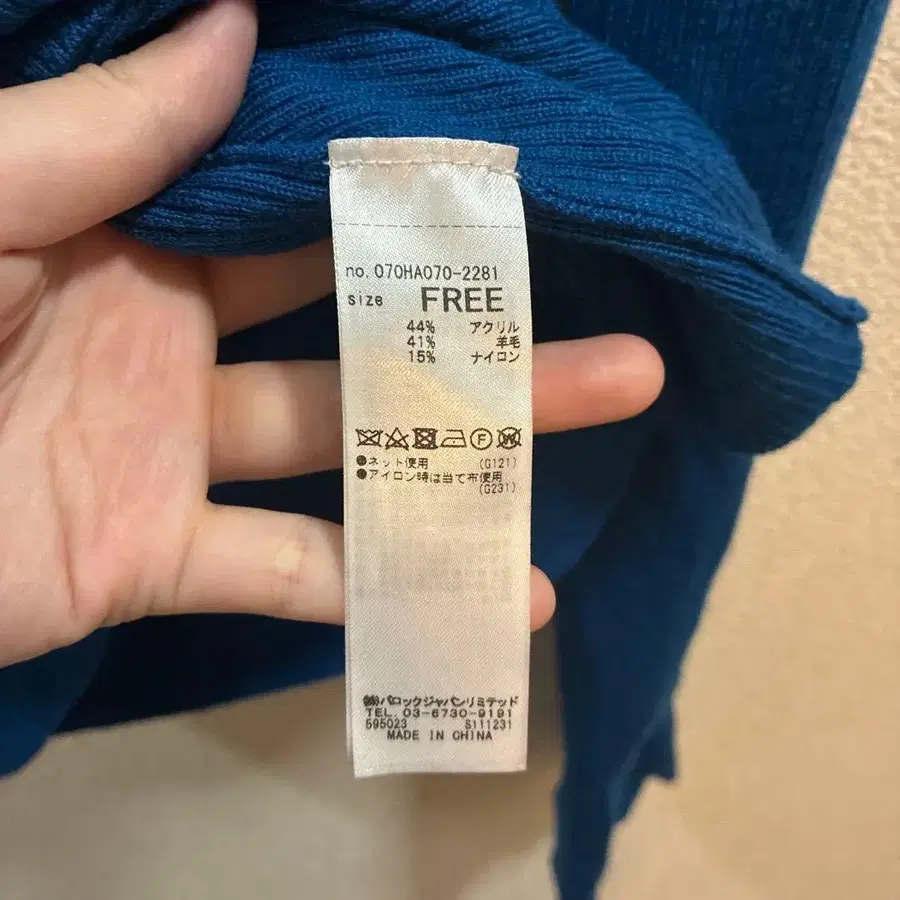 no. 070HA070-2281
size FREE
44% アクリル
41% 羊毛
15% ナイロン
F W
●ネット使用 (G121)
●アイロン時は当て布使用
(G231)
㈱バロックジャパンリミテッド
TEL. 03-6730-9191
595023 S111231
MADE IN CHINA